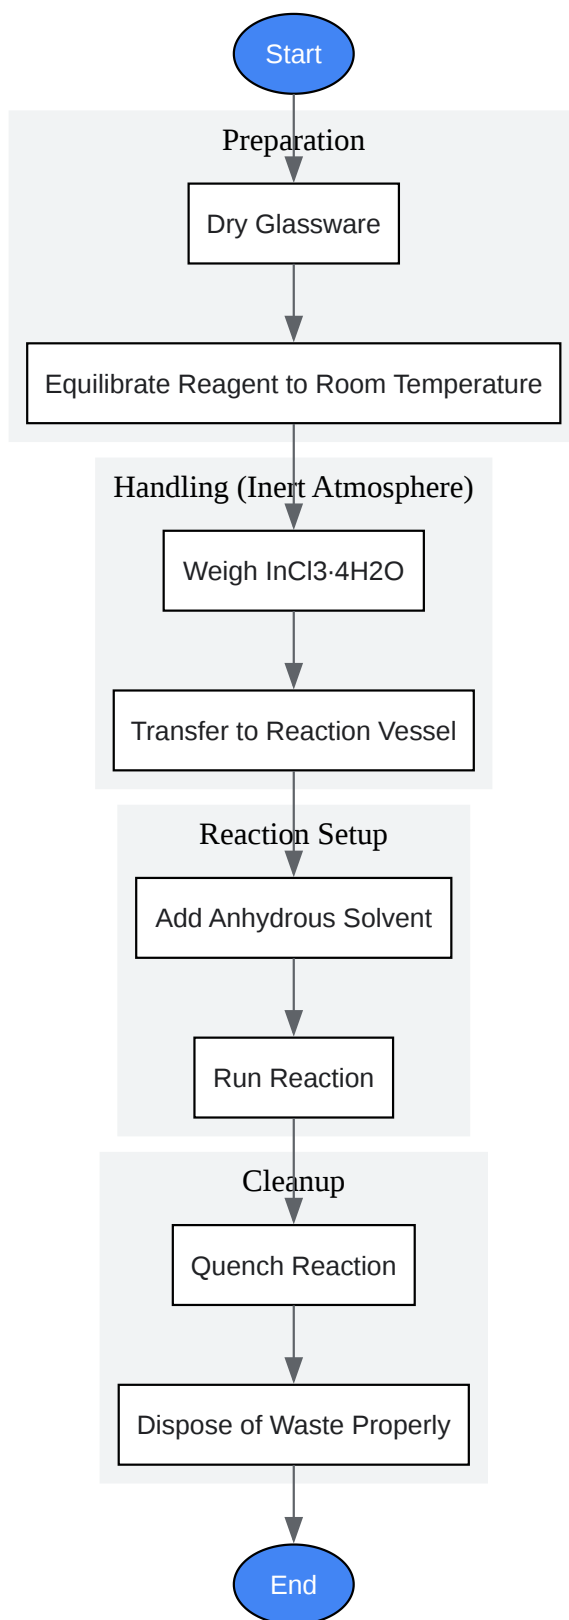 Start
Preparation
Dry Glassware
Equilibrate Reagent to Room Temperature
Handling (Inert Atmosphere)
Weigh InCl3·4H2O
Transfer to Reaction Vessel
Reaction Setup
Add Anhydrous Solvent
Run Reaction
Cleanup
Quench Reaction
Dispose of Waste Properly
End